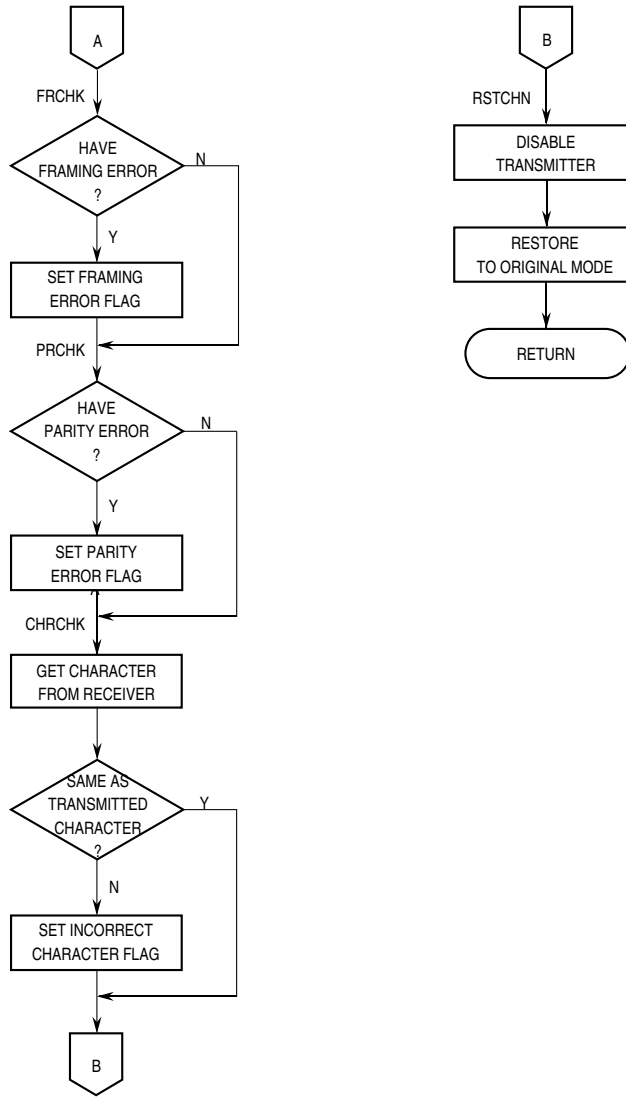 A
FRCHK
HAVE
FRAMING ERROR
?
N
Y
SET FRAMING
ERROR FLAG
PRCHK
HAVE
PARITY ERROR
?
N
Y
SET PARITY
ERROR FLAG
CHRCHK
GET CHARACTER
FROM RECEIVER
SAME AS
TRANSMITTED
CHARACTER
?
Y
N
SET INCORRECT
CHARACTER FLAG
B
B
RSTCHN
DISABLE
TRANSMITTER
RESTORE
TO ORIGINAL MODE
RETURN